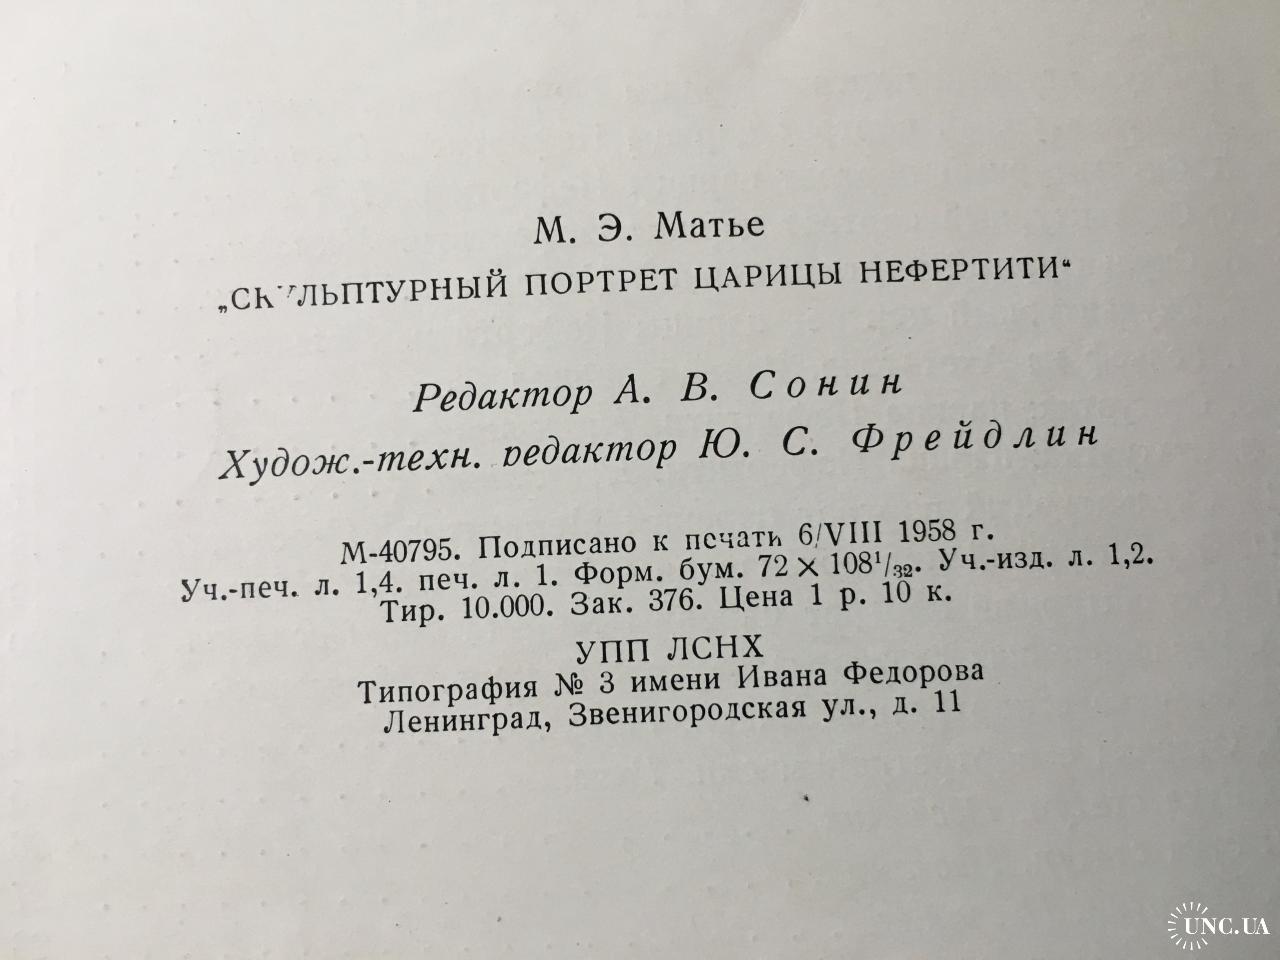 М. Э. Матье
„СКУЛЬПТУРНЫЙ ПОРТРЕТ ЦАРИЦЫ НЕФЕРТИТИ“
Редактор А. В. Сонин
Худож.-техн. редактор Ю. С. Фрейдлин
М-40795. Подписано к печати 6/VIII 1958 г.
Уч.-печ. л. 1,4. печ. л. 1. Форм. бум. 72 × 108¹/₃₂. Уч.-изд. л. 1,2.
Тир. 10.000. Зак. 376. Цена 1 р. 10 к.
УПП ЛСНХ
Типография № 3 имени Ивана Федорова
Ленинград, Звенигородская ул., д. 11
UNC.UA